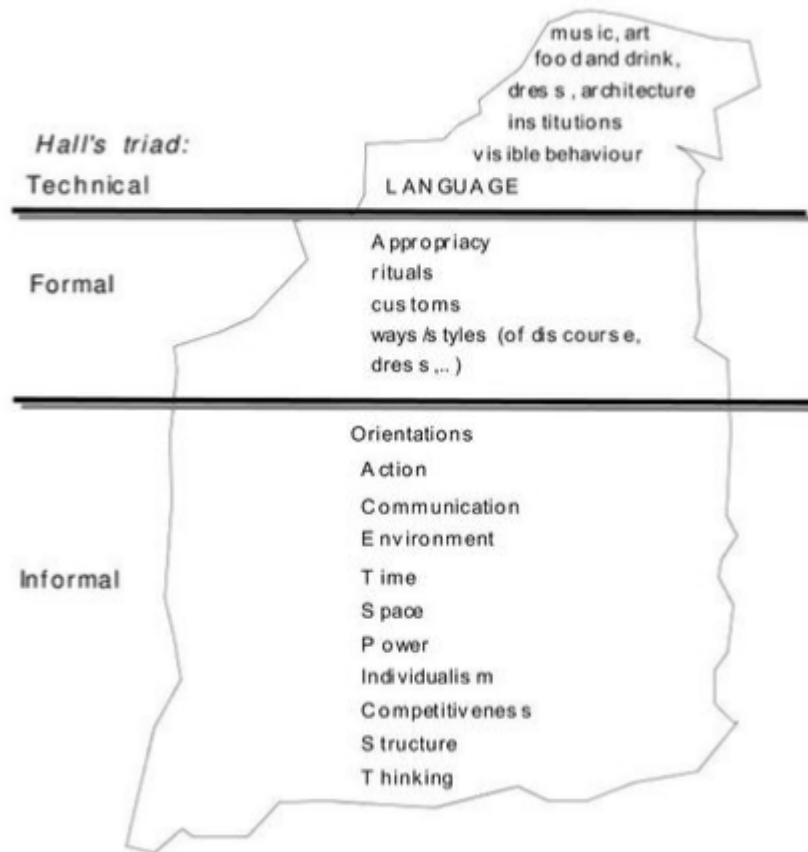 music, art
food and drink,
dress, architecture
institutions
Hall's triad:
visible behaviour
Technical
LANGUAGE
Appropriacy
rituals
Formal
customs
ways/styles (of discourse,
dress,..)
Orientations
Action
Communication
Environment
Informal
Time
Space
Power
Individualism
Competitiveness
Structure
Thinking